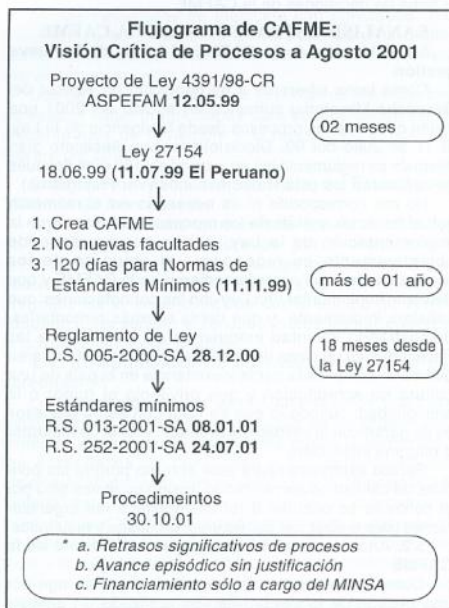 Flujograma de CAFME:
Visión Crítica de Procesos a Agosto 2001
Proyecto de Ley 4391/98-CR
ASPEFAM 12.05.99
02 meses
Ley 27154
18.06.99 (11.07.99 El Peruano)
1. Crea CAFME
2. No nuevas facultades
3. 120 días para Normas de
Estándares Mínimos (11.11.99)
más de 01 año
Reglamento de Ley
D.S. 005-2000-SA 28.12.00
18 meses desde
la Ley 27154
Estándares mínimos
R.S. 013-2001-SA 08.01.01
R.S. 252-2001-SA 24.07.01
Procedimeintos
30.10.01
* a. Retrasos significativos de procesos
b. Avance episódico sin justificación
c. Financiamiento sólo a cargo del MINSA